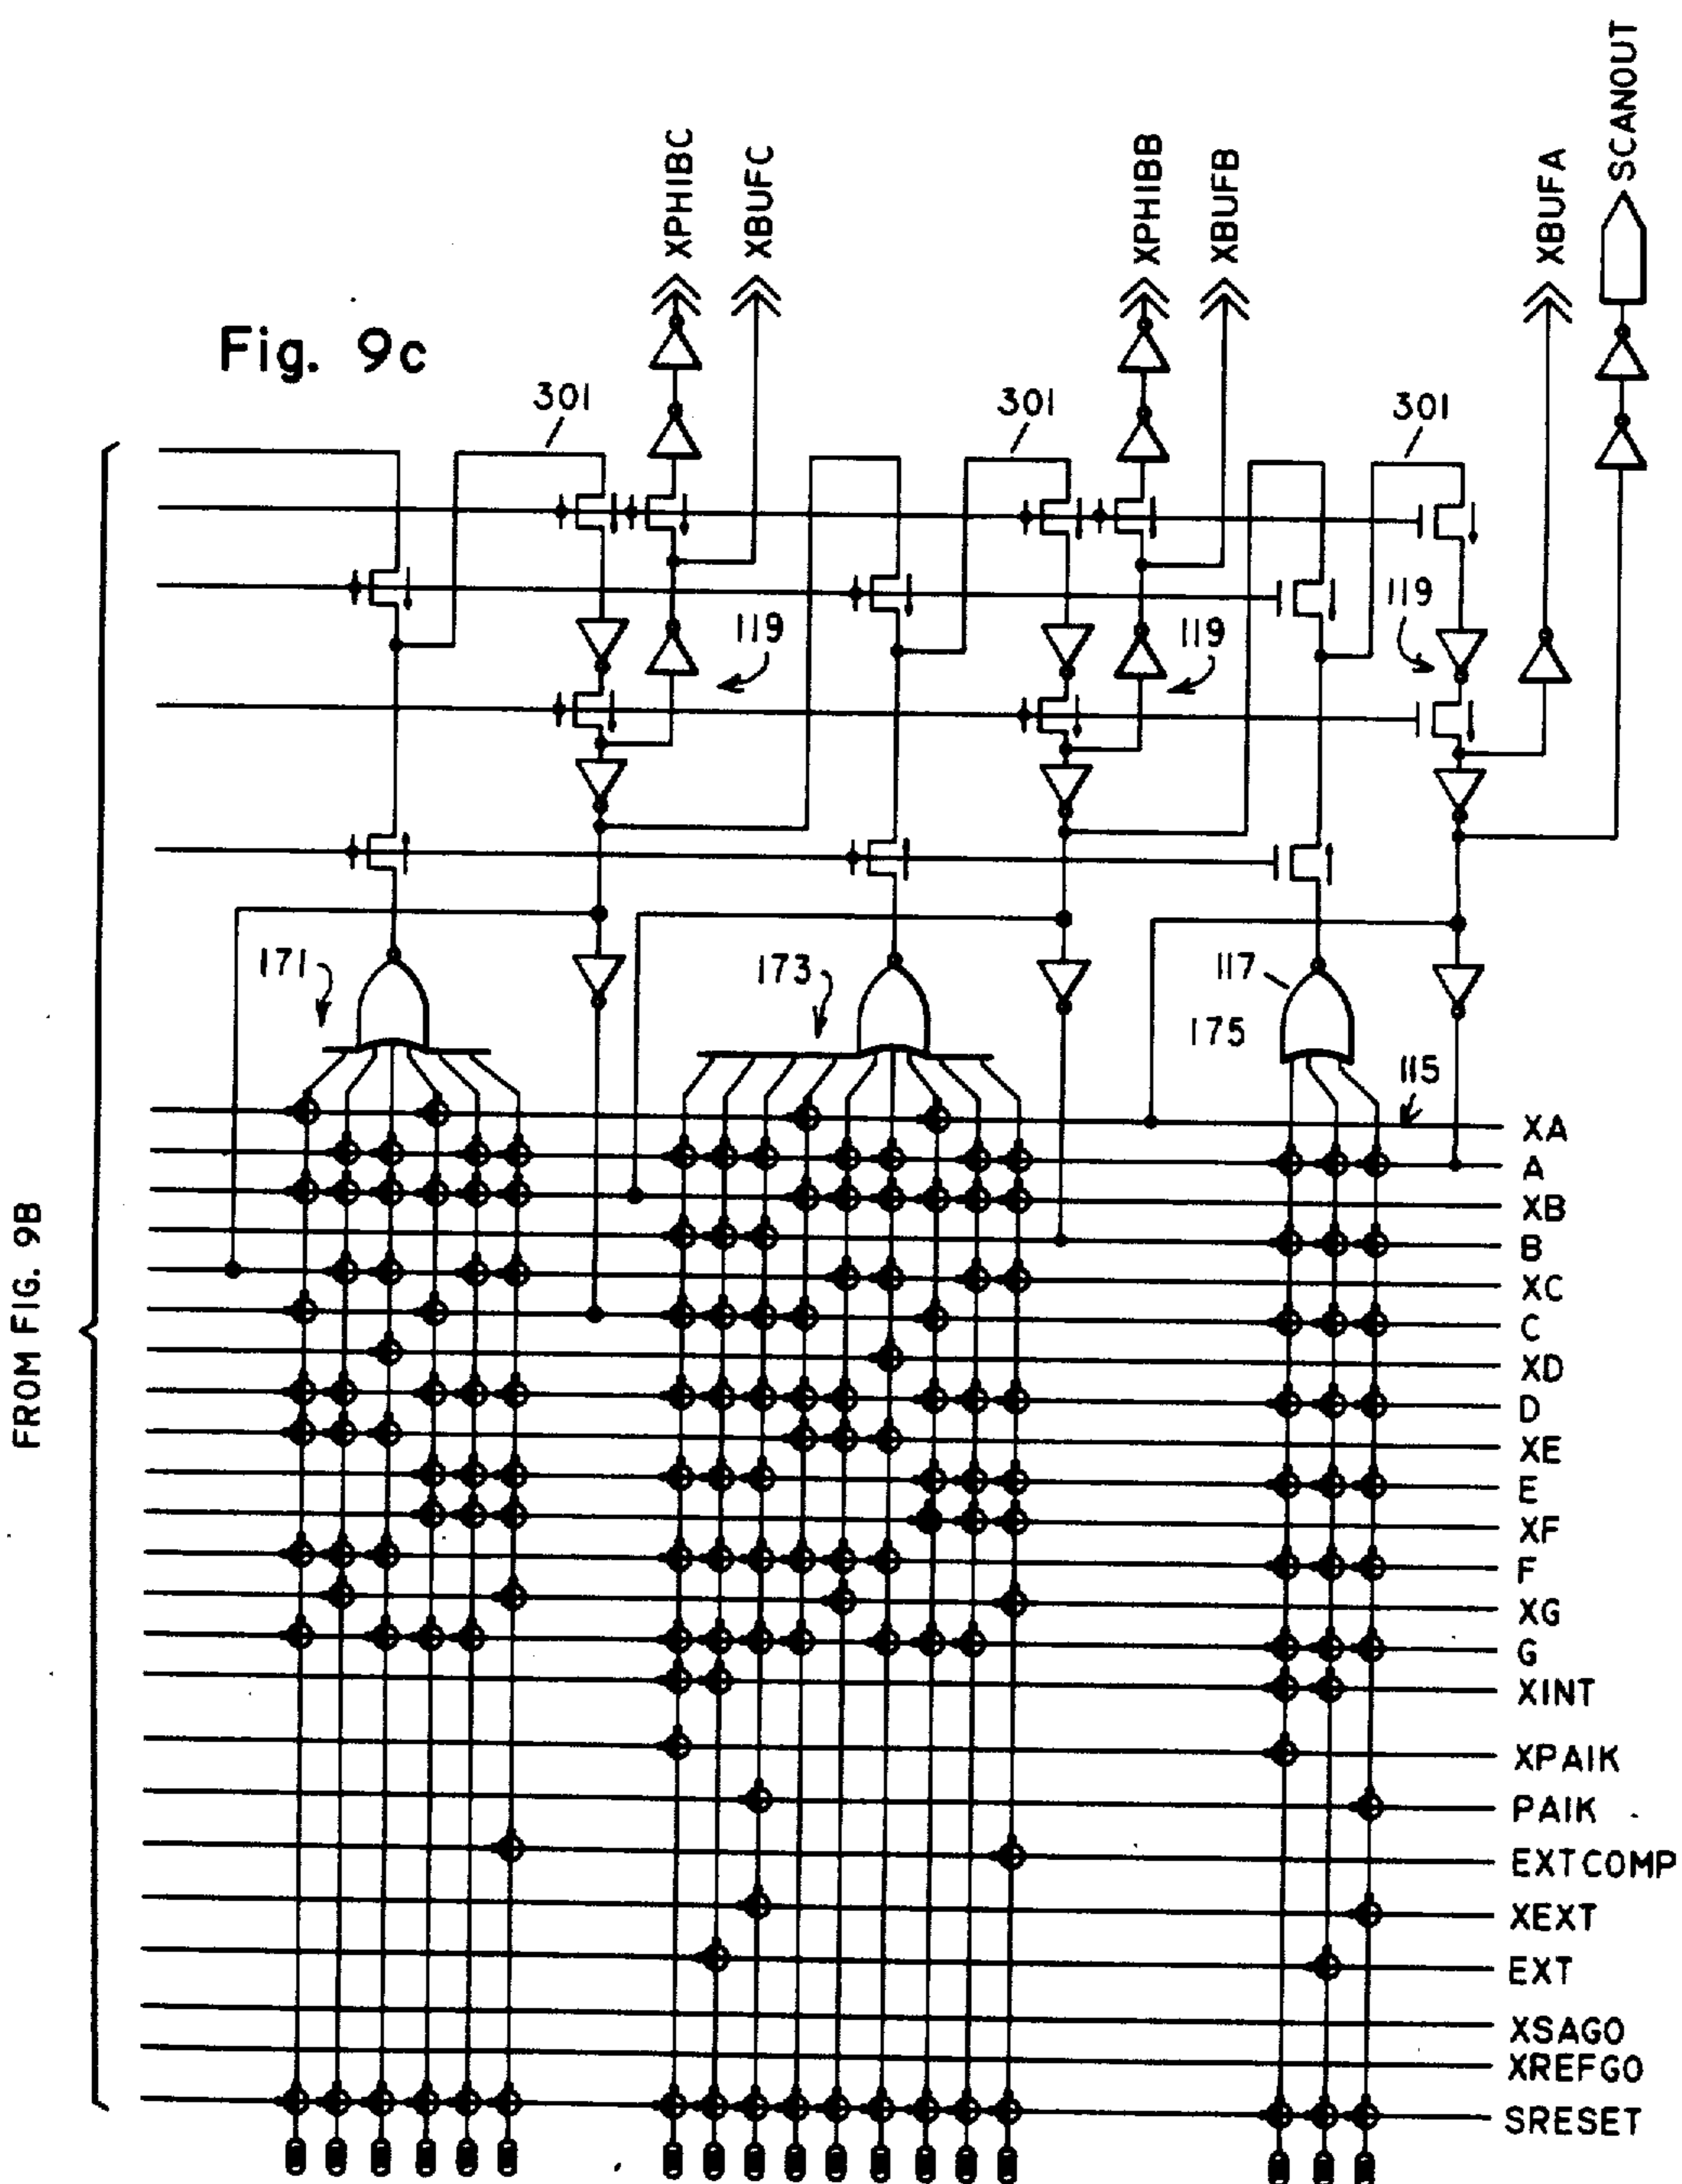 SCANOUT
XPHIBC
XBUFC
XPHIBB
XBUFB
XBUFA
Fig. 9c
301
301
301
119
119
119
171
173
117
175
115
FROM FIG. 9B
XA
A
XB
B
XC
C
XD
D
XE
E
XF
F
XG
G
XINT
XPAIK
PAIK
EXTCOMP
XEXT
EXT
XSAGO
XREFGO
SRESET